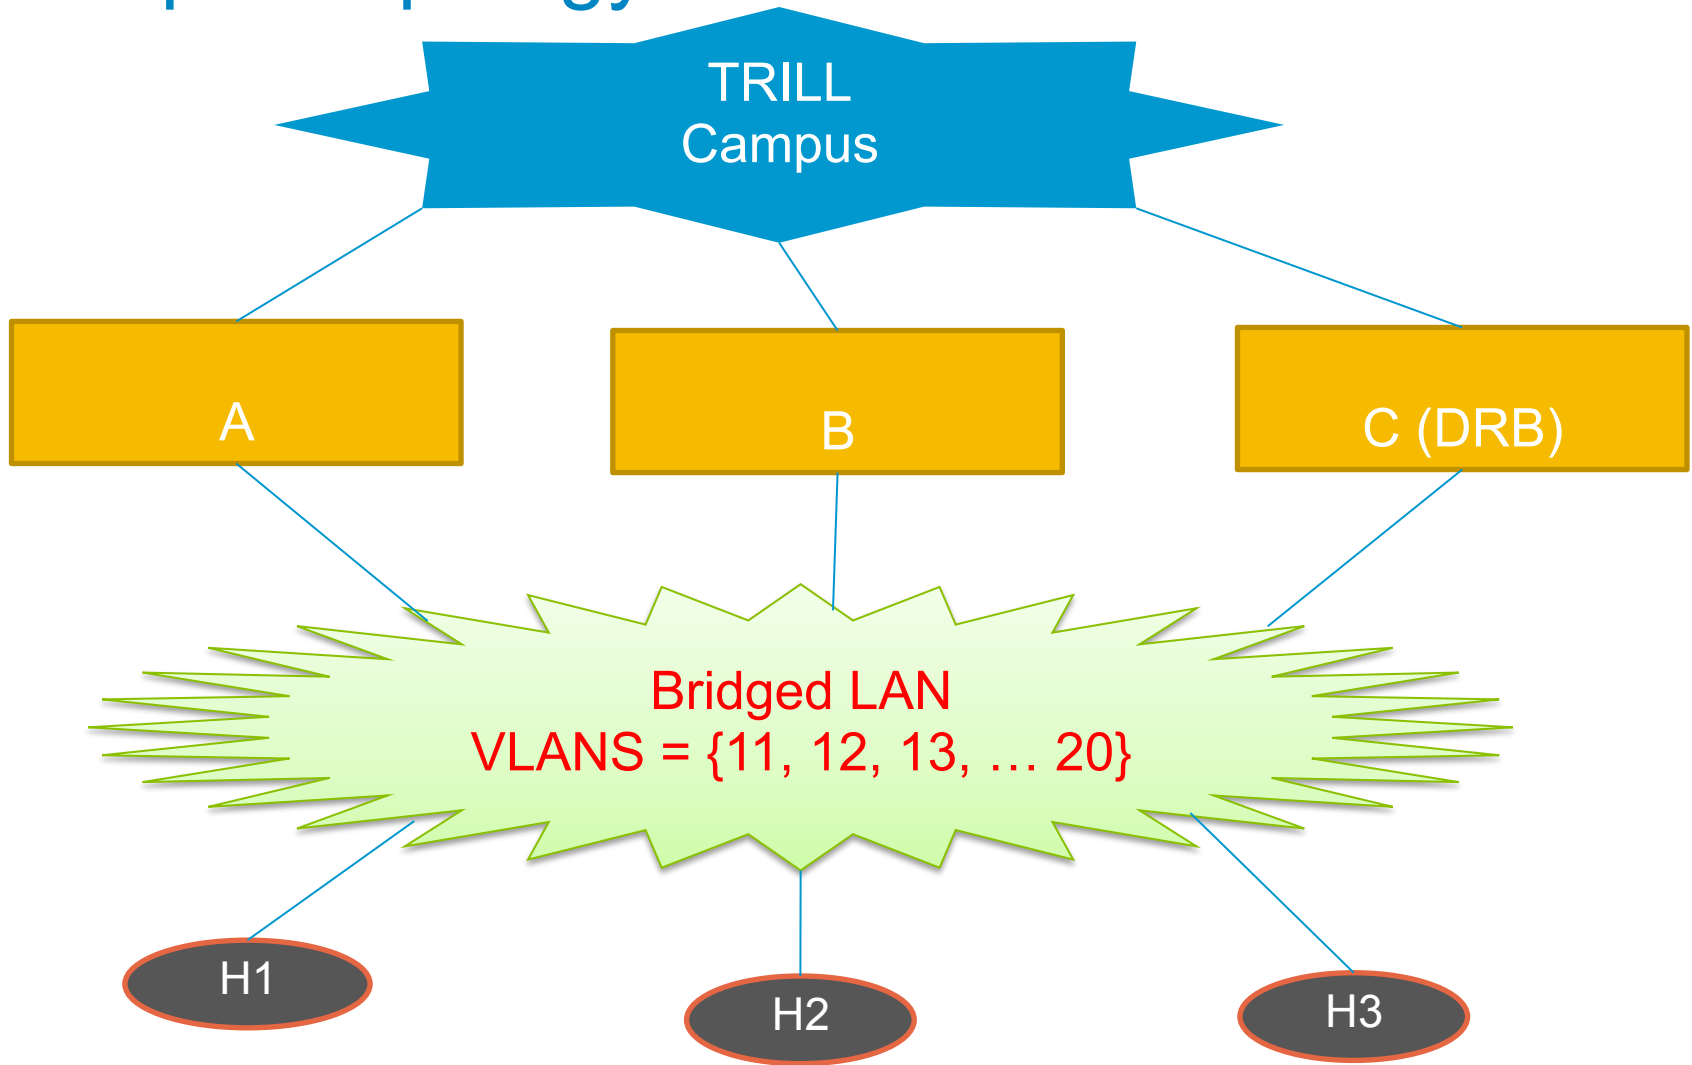 TRILL
Campus
A
B
C (DRB)
Bridged LAN
VLANS = {11, 12, 13, … 20}
H1
H2
H3